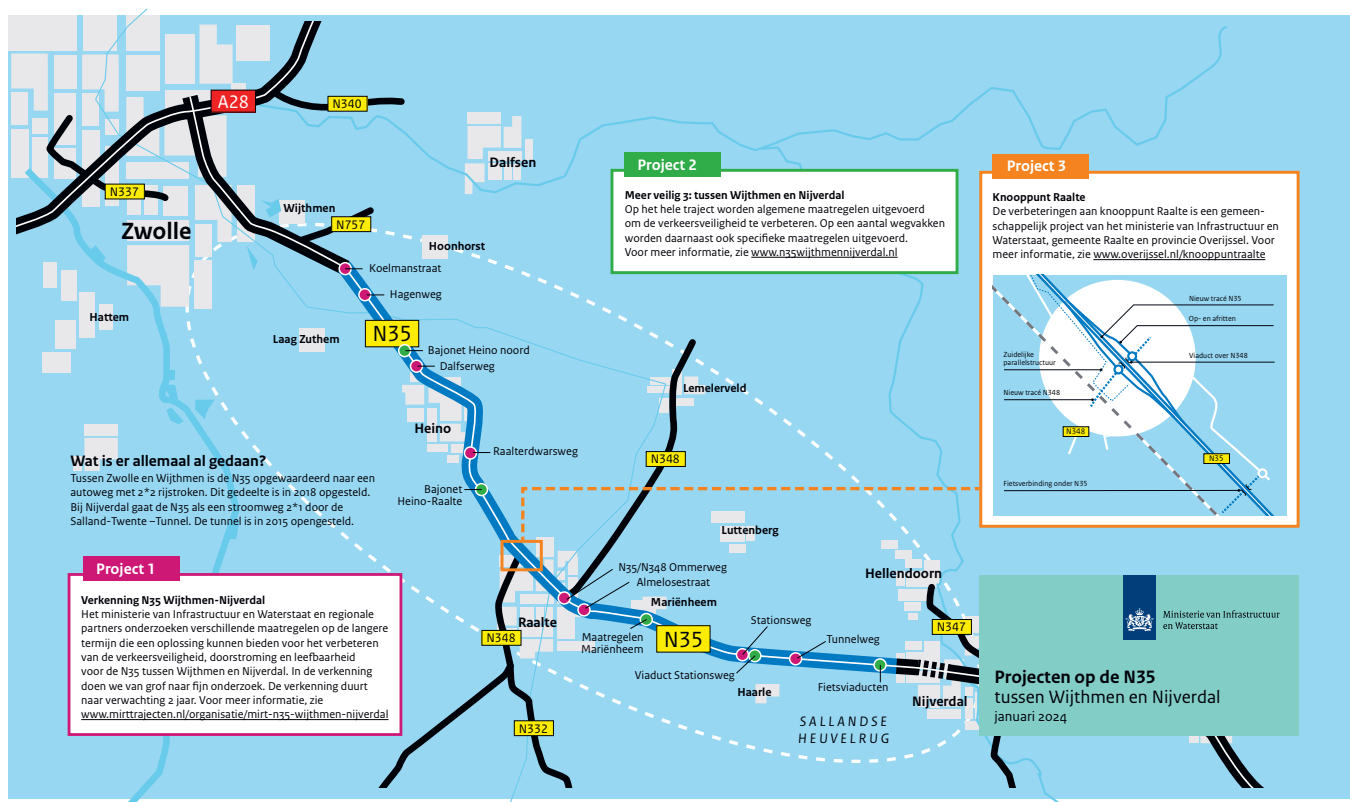 A28
N340
Dalfsen
N337
Zwolle
Wijthmen
N757
Hoonhorst
Koelmanstraat
Hagenweg
Hattem
Laag Zuthem
N35
Bajonet Heino noord
Dalfserweg
Lemelerveld
Heino
Raalterdwarsweg
N348
Bajonet
Heino-Raalte
Luttenberg
N35/N348 Ommerweg
Almelosestraat
Hellendoorn
Mariënheem
Raalte
Stationsweg
N347
N348
Maatregelen
Mariënheem
N35
Tunnelweg
Viaduct Stationsweg
Haarle
Fietsviaducten
Nijverdal
N332
SALLANDSE
HEUVELRUG
Project 2
Meer veilig 3: tussen Wijthmen en Nijverdal
Op het hele traject worden algemene maatregelen uitgevoerd
om de verkeersveiligheid te verbeteren. Op een aantal wegvakken
worden daarnaast ook specifieke maatregelen uitgevoerd.
Voor meer informatie, zie www.n35wijthmennijverdal.nl
Project 3
Knooppunt Raalte
De verbeteringen aan knooppunt Raalte is een gemeen-
schappelijk project van het ministerie van Infrastructuur en
Waterstaat, gemeente Raalte en provincie Overijssel. Voor
meer informatie, zie www.overijssel.nl/knooppuntraalte
Nieuw tracé N35
Op- en afritten
Zuidelijke
parallelstructuur
Viaduct over N348
Nieuw tracé N348
N348
N35
Fietsverbinding onder N35
Wat is er allemaal al gedaan?
Tussen Zwolle en Wijthmen is de N35 opgewaardeerd naar een
autoweg met 2*2 rijstroken. Dit gedeelte is in 2018 opgesteld.
Bij Nijverdal gaat de N35 als een stroomweg 2*1 door de
Salland-Twente –Tunnel. De tunnel is in 2015 opengesteld.
Project 1
Verkenning N35 Wijthmen-Nijverdal
Het ministerie van Infrastructuur en Waterstaat en regionale
partners onderzoeken verschillende maatregelen op de langere
termijn die een oplossing kunnen bieden voor het verbeteren
van de verkeersveiligheid, doorstroming en leefbaarheid
voor de N35 tussen Wijthmen en Nijverdal. In de verkenning
doen we van grof naar fijn onderzoek. De verkenning duurt
naar verwachting 2 jaar. Voor meer informatie, zie
www.mirttrajecten.nl/organisatie/mirt-n35-wijthmen-nijverdal
Ministerie van Infrastructuur
en Waterstaat
Projecten op de N35
tussen Wijthmen en Nijverdal
januari 2024